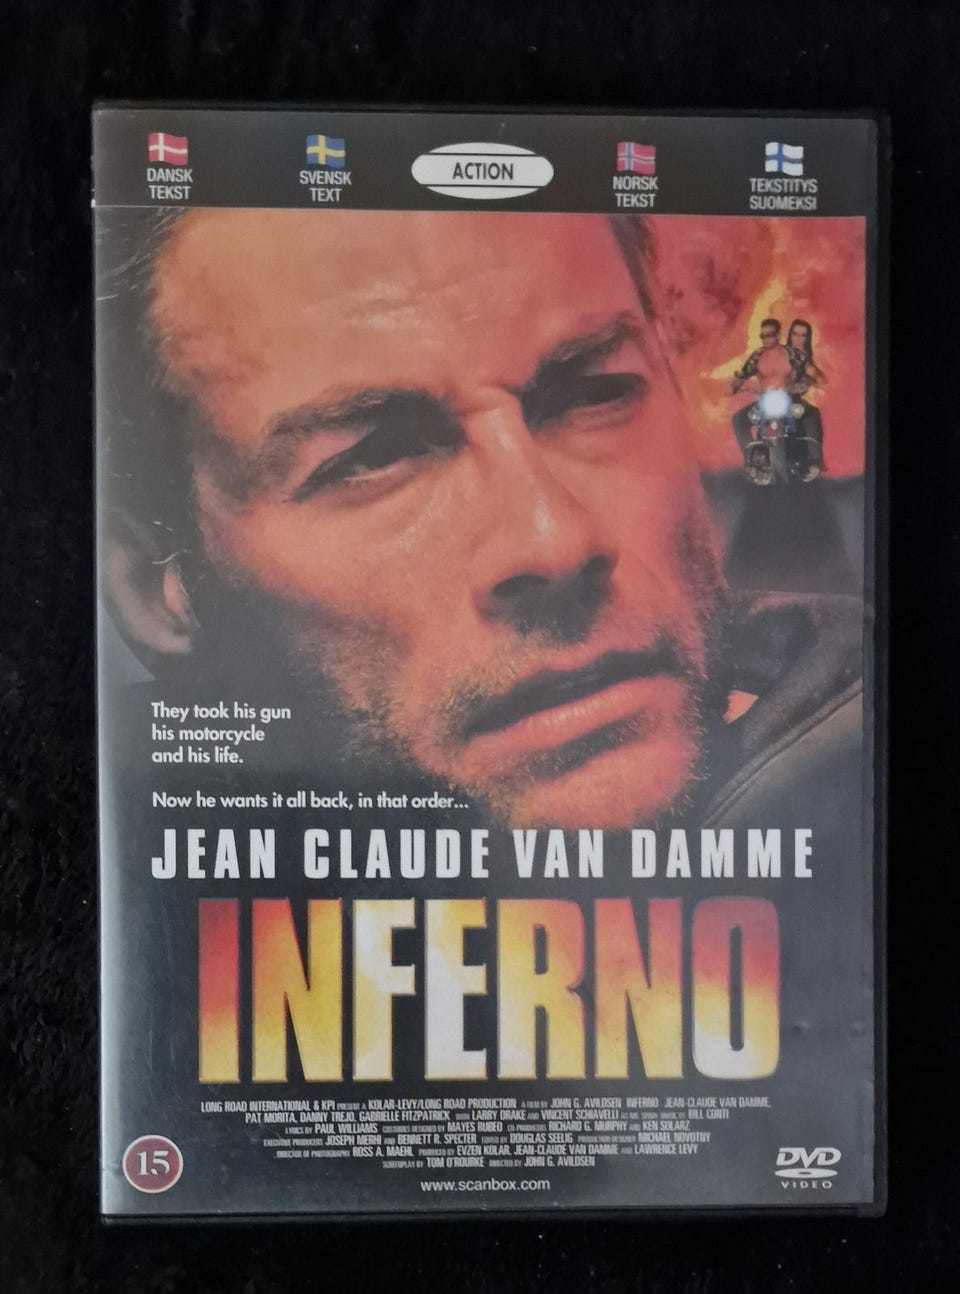 DANSK
TEKST
SVENSK
TEXT
ACTION
NORSK
TEKST
TEKSTITYS
SUOMEKSI
They took his gun
his motorcycle
and his life.
Now he wants it all back, in that order...
JEAN CLAUDE VAN DAMME
INFERNO
LONG ROAD INTERNATIONAL & KPI PRESENT A KOLAR-LEVY/LONG ROAD PRODUCTION A FILM BY JOHN G. AVILDSEN INFERNO JEAN-CLAUDE VAN DAMME,
PAT MORITA, DANNY TREJO, GABRIELLE FITZPATRICK WITH LARRY DRAKE AND VINCENT SCHIAVELLI AS MR. SINGH MUSIC BY BILL CONTI
LYRICS BY PAUL WILLIAMS COSTUMES DESIGNED BY MAYES RUBEO CO-PRODUCERS RICHARD G. MURPHY AND KEN SOLARZ
EXECUTIVE PRODUCERS JOSEPH MERHI AND BENNETT R. SPECTER EDITED BY DOUGLAS SEELIG PRODUCTION DESIGNER MICHAEL NOVOTNY
DIRECTOR OF PHOTOGRAPHY ROSS A. MAEHL PRODUCED BY EVZEN KOLAR, JEAN-CLAUDE VAN DAMME AND LAWRENCE LEVY
SCREENPLAY BY TOM O'ROURKE DIRECTED BY JOHN G. AVILDSEN
15
www.scanbox.com
DVD
VIDEO